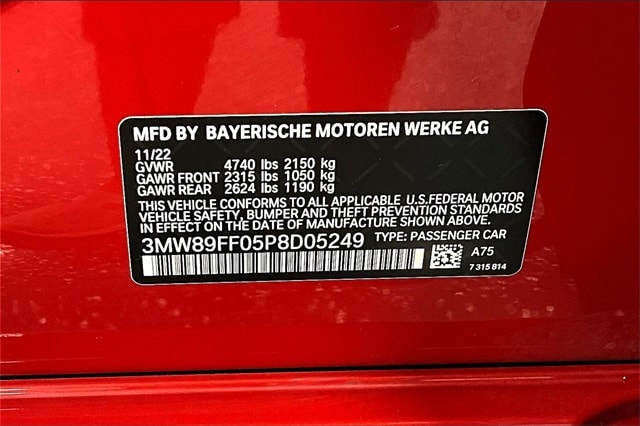 MFD BY BAYERISCHE MOTOREN WERKE AG
11/22
GVWR 4740 lbs 2150 kg
GAWR FRONT 2315 lbs 1050 kg
GAWR REAR 2624 lbs 1190 kg
THIS VEHICLE CONFORMS TO ALL APPLICABLE U.S.FEDERAL MOTOR
VEHICLE SAFETY, BUMPER AND THEFT PREVENTION STANDARDS
IN EFFECT ON THE DATE OF MANUFACTURE SHOWN ABOVE.
3MW89FF05P8D05249 TYPE: PASSENGER CAR
A75
7 315 914